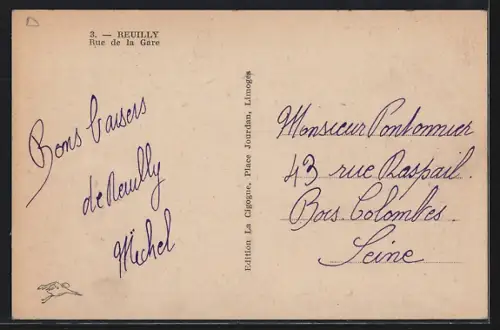 D
3. — REUILLY
Rue de la Gare
Bons baisers
de Reuilly
Michel
Edition La Cigogne, Place Jourdan, Limoges
Monsieur Pontonnier
43 rue Raspail.
Bois. Colombes.
Seine